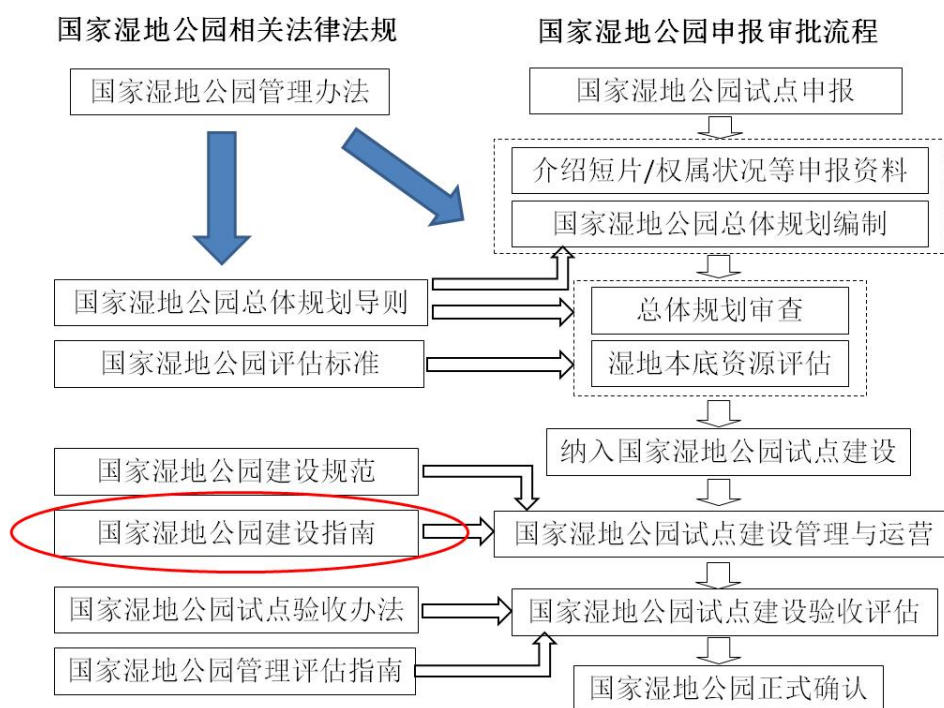 国家湿地公园相关法律法规
国家湿地公园申报审批流程
国家湿地公园管理办法
国家湿地公园试点申报
介绍短片/权属状况等申报资料
国家湿地公园总体规划编制
国家湿地公园总体规划导则
总体规划审查
国家湿地公园评估标准
湿地本底资源评估
纳入国家湿地公园试点建设
国家湿地公园建设规范
国家湿地公园建设指南
国家湿地公园试点建设管理与运营
国家湿地公园试点验收办法
国家湿地公园试点建设验收评估
国家湿地公园管理评估指南
国家湿地公园正式确认